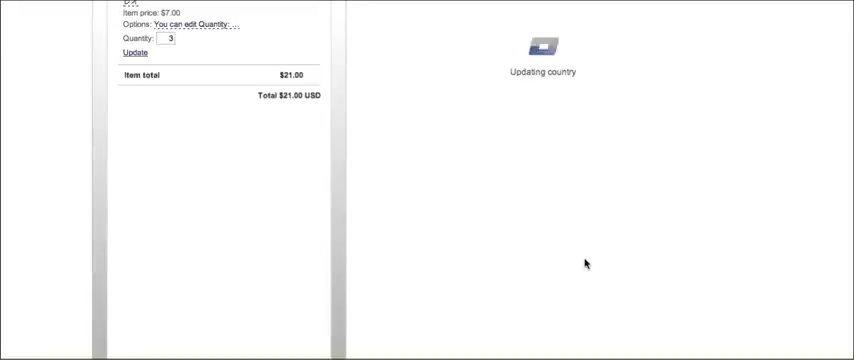 Item price: $7.00
Options: You can edit Quantity: ...
Quantity: 3
Update
Item total $21.00
Total $21.00 USD
Updating country